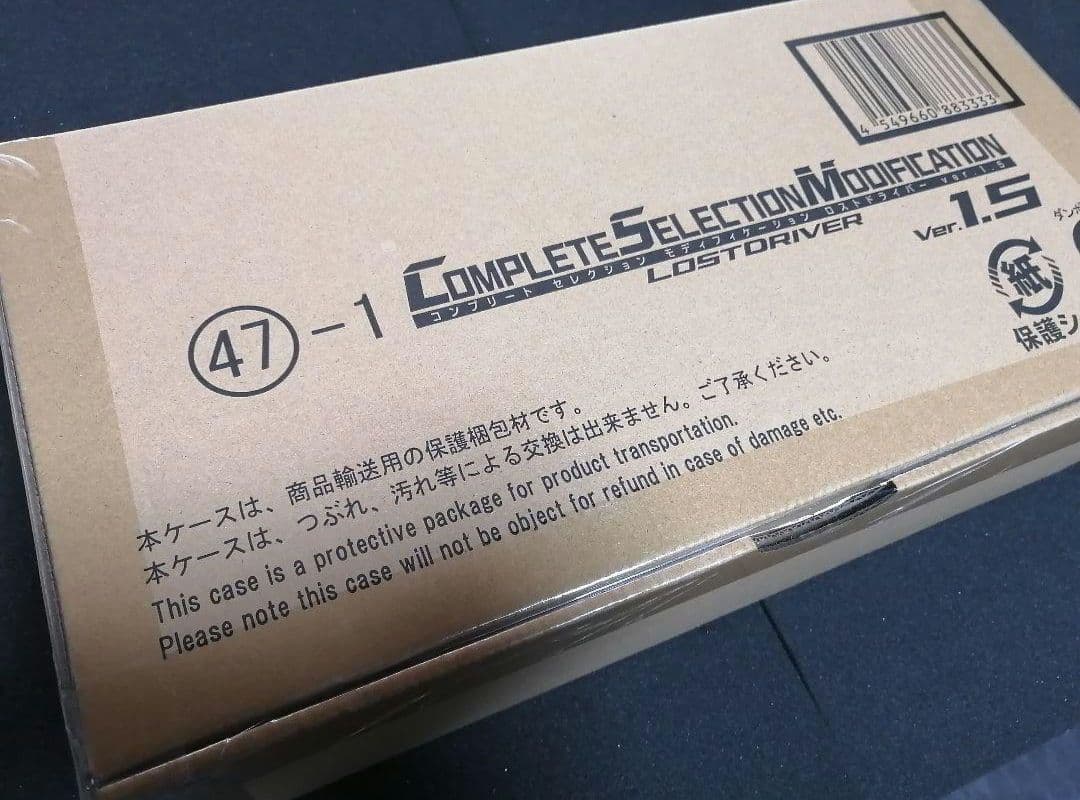 4 549660 883333
COMPLETE SELECTION MODIFICATION
コンプリート セレクション モディフィケーション ロストドライバー ver.1.5
LOSTDRIVER
Ver.1.5
㊼-1
ダンボ
紙
保護シ
本ケースは、商品輸送用の保護梱包材です。
本ケースは、つぶれ、汚れ等による交換は出来ません。ご了承ください。
This case is a protective package for product transportation.
Please note this case will not be object for refund in case of damage etc.